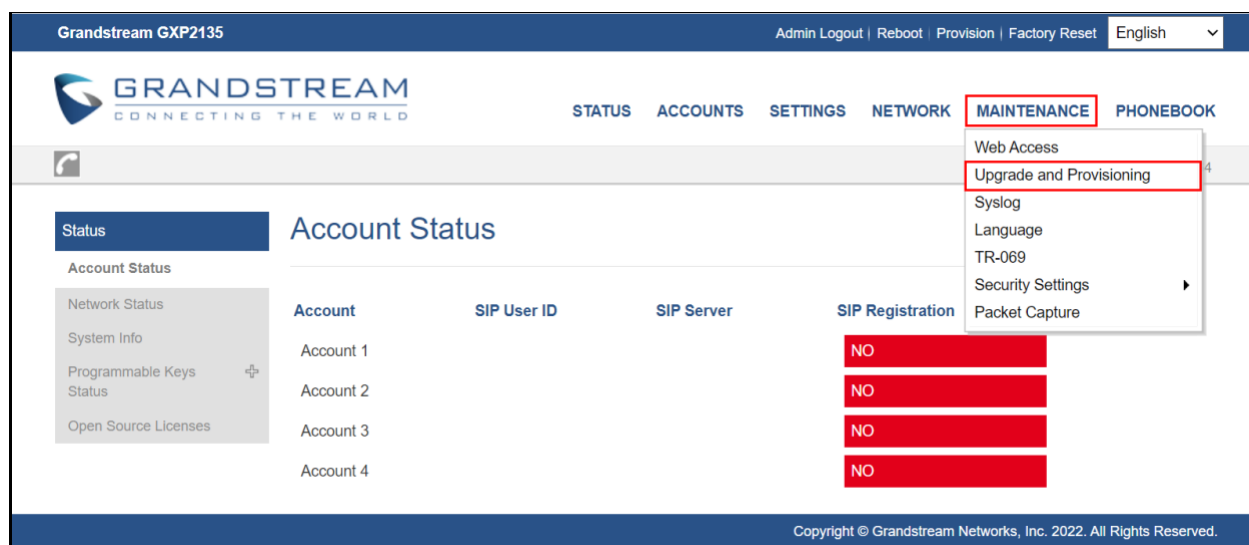 Grandstream GXP2135
Admin Logout | Reboot | Provision | Factory Reset English
GRANDSTREAM
CONNECTING THE WORLD
STATUS ACCOUNTS SETTINGS NETWORK MAINTENANCE PHONEBOOK
Web Access
Upgrade and Provisioning
4
Syslog
Language
TR-069
Security Settings
Packet Capture
Status
Account Status
Network Status
System Info
Programmable Keys
Status
Open Source Licenses
Account Status
Account SIP User ID SIP Server SIP Registration
Account 1 NO
Account 2 NO
Account 3 NO
Account 4 NO
Copyright © Grandstream Networks, Inc. 2022. All Rights Reserved.